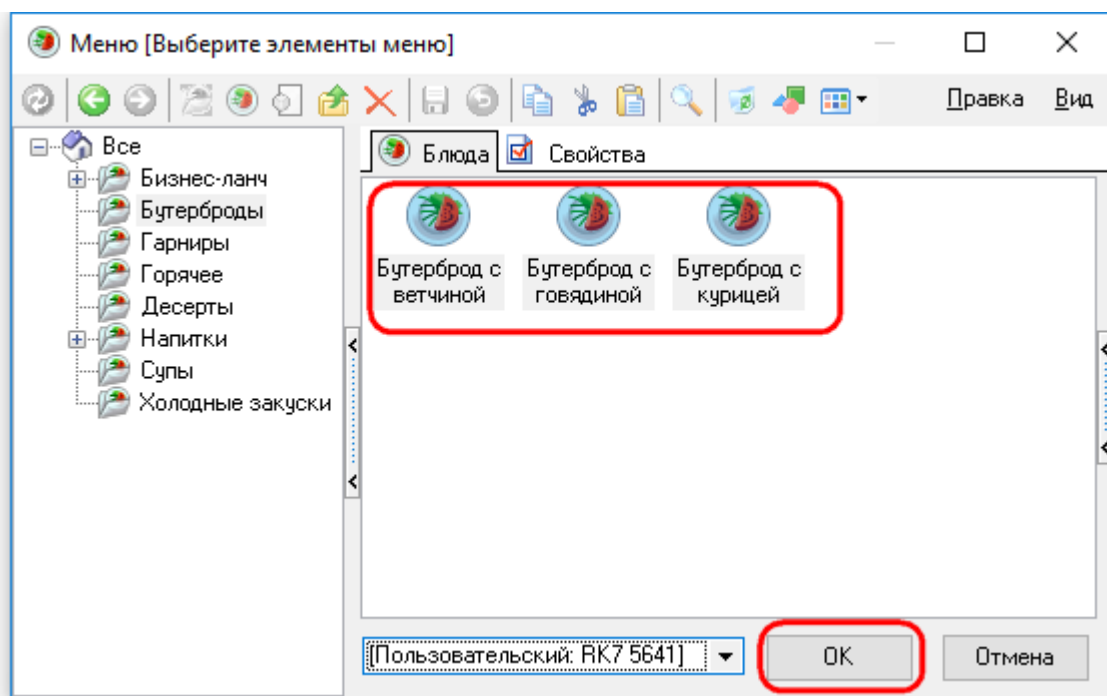 Меню [Выберите элементы меню]
Правка Вид
Все
Бизнес-ланч
Бутерброды
Гарниры
Горячее
Десерты
Напитки
Супы
Холодные закуски
Блюда Свойства
Бутерброд с Бутерброд с Бутерброд с
ветчиной говядиной курицей
[Пользовательский: RK7 5641] OK Отмена